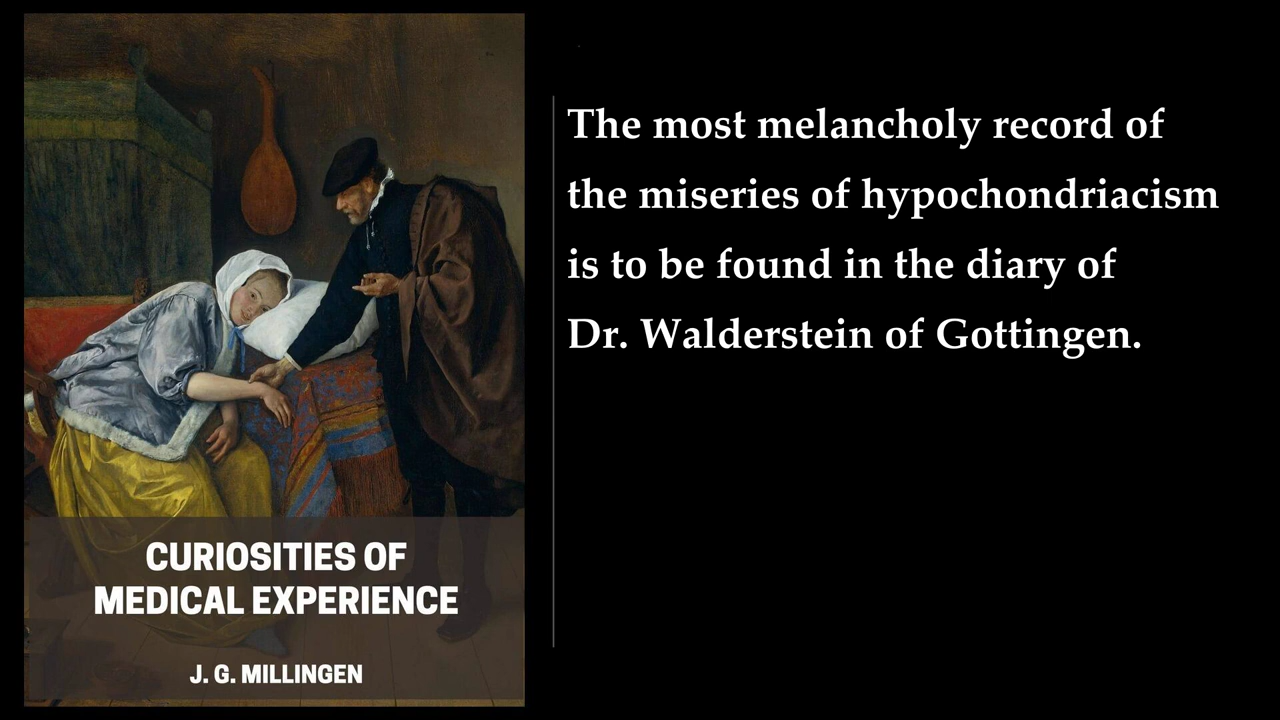 The most melancholy record of
the miseries of hypochondriacism
is to be found in the diary of
Dr. Walderstein of Gottingen.
CURIOSITIES OF
MEDICAL EXPERIENCE
J. G. MILLINGEN